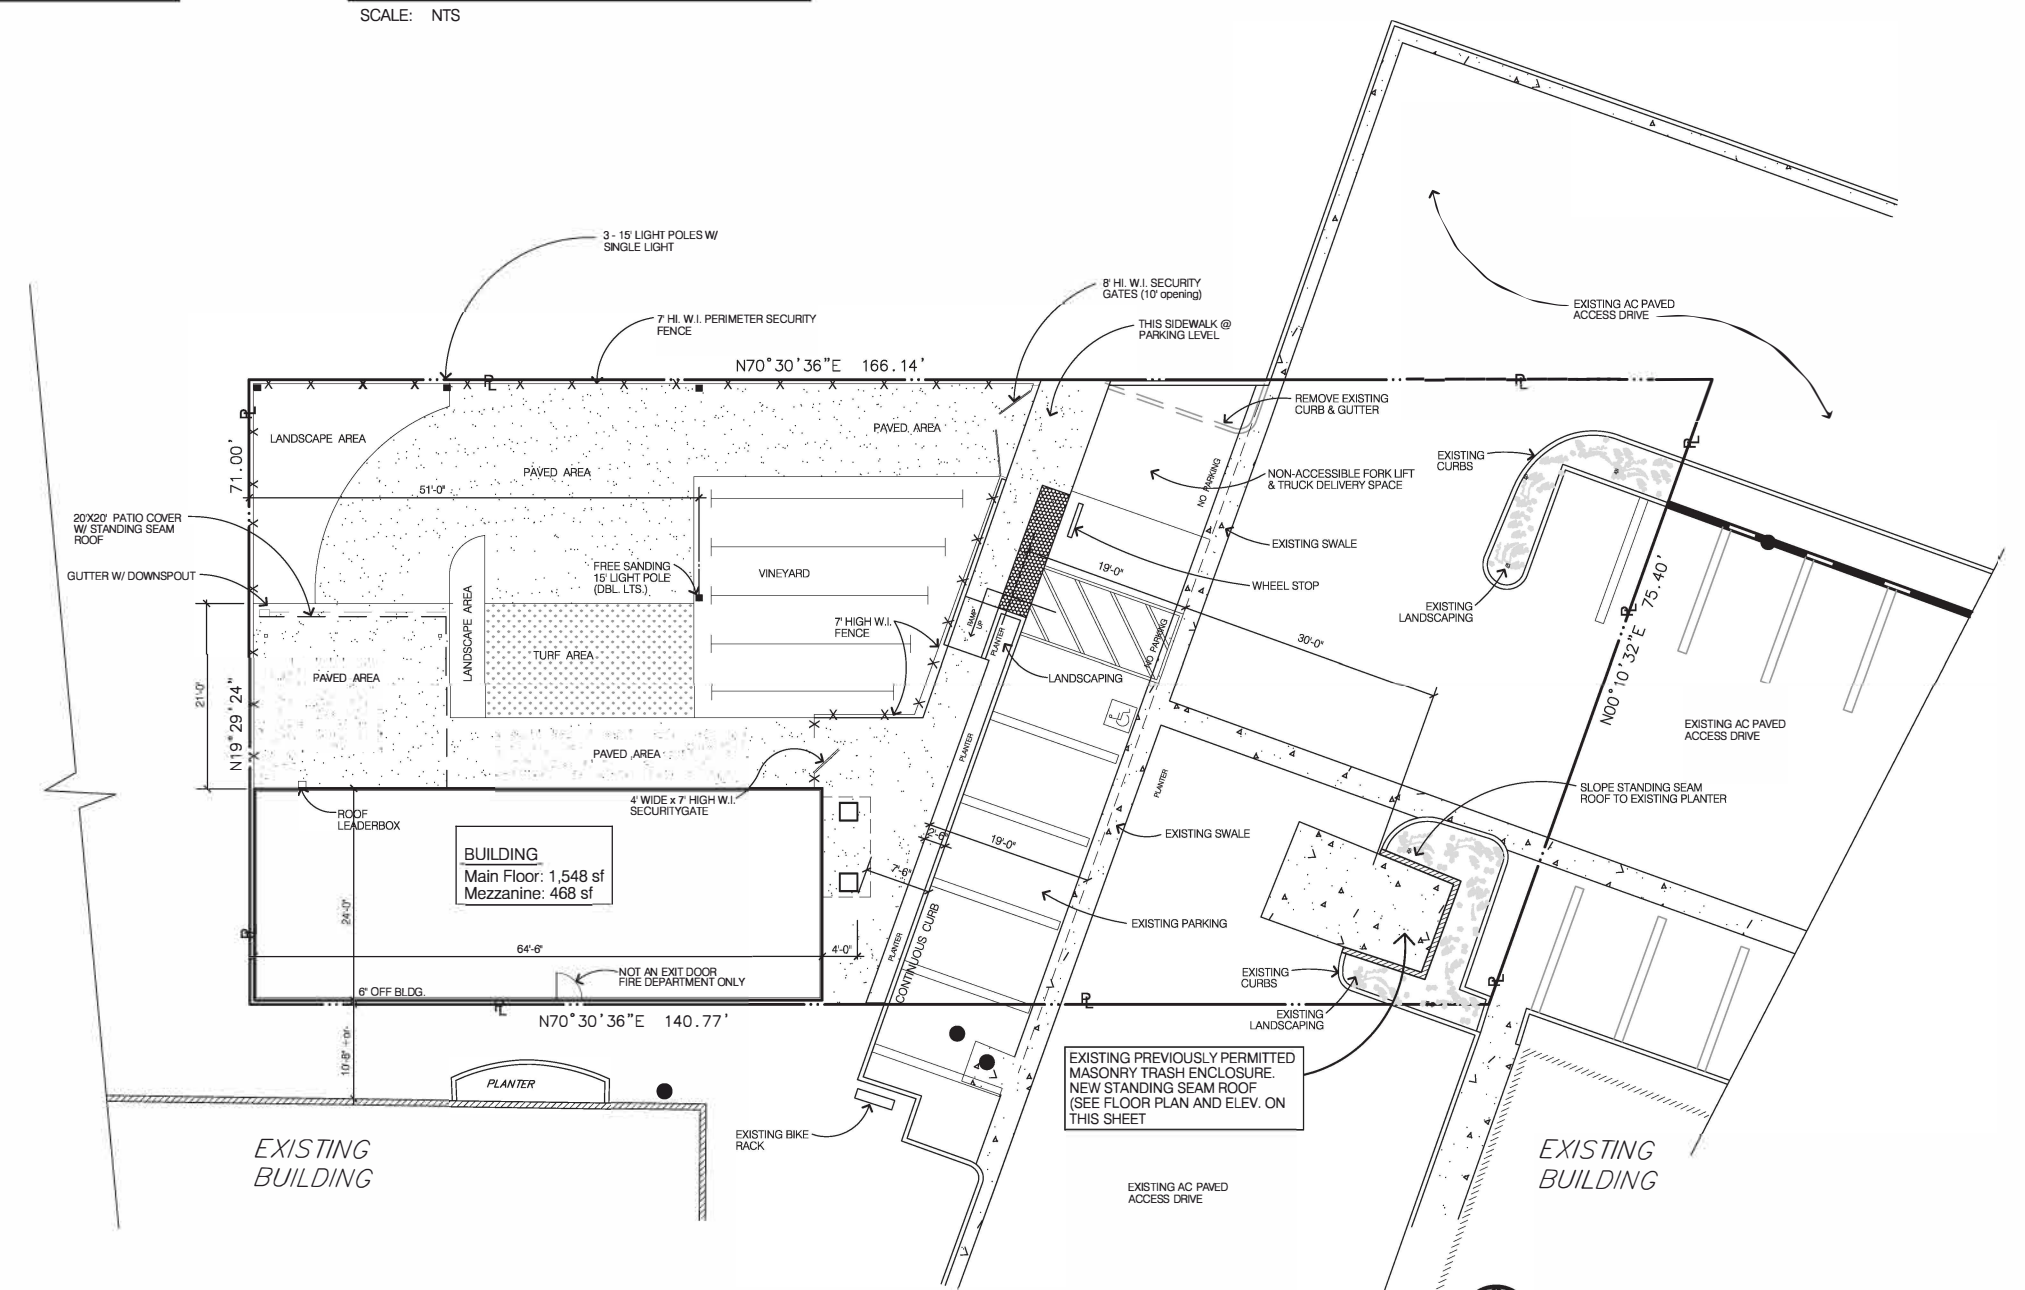 SCALE: NTS
3 - 15' LIGHT POLES W/
SINGLE LIGHT
8' HI. W.I. SECURITY
GATES (10' opening)
EXISTING AC PAVED
ACCESS DRIVE
7' HI. W.I. PERIMETER SECURITY
FENCE
THIS SIDEWALK @
PARKING LEVEL
N70°30'36"E 166.14'
PL
PL
REMOVE EXISTING
CURB & GUTTER
PL
71.00'
LANDSCAPE AREA
PAVED AREA
PAVED AREA
PL
EXISTING
CURBS
NO PARKING
NON-ACCESSIBLE FORK LIFT
& TRUCK DELIVERY SPACE
51'-0"
20'X20' PATIO COVER
W/ STANDING SEAM
ROOF
EXISTING SWALE
GUTTER W/ DOWNSPOUT
FREE SANDING
15' LIGHT POLE
(DBL. LTS.)
VINEYARD
19'-0"
WHEEL STOP
75.40'
PL
N00°10'32"E
EXISTING
LANDSCAPING
LANDSCAPE AREA
7' HIGH W.I.
FENCE
RAMP
UP
PLANTER
NO PARKING
30'-0"
TURF AREA
PAVED AREA
LANDSCAPING
21'-0"
N19°29'24"
PAVED AREA
PLANTER
PLANTER
EXISTING AC PAVED
ACCESS DRIVE
SLOPE STANDING SEAM
ROOF TO EXISTING PLANTER
4' WIDE x 7' HIGH W.I.
SECURITYGATE
ROOF
LEADERBOX
BUILDING
Main Floor: 1,548 sf
Mezzanine: 468 sf
2'-6"
19'-0"
EXISTING SWALE
7'-6"
24'-0"
EXISTING PARKING
PL
64'-6"
4'-0"
PLANTER
CONTINUOUS CURB
NOT AN EXIT DOOR
FIRE DEPARTMENT ONLY
EXISTING
CURBS
PL
6" OFF BLDG.
PL
PL
N70°30'36"E 140.77'
EXISTING
LANDSCAPING
10'-8" +or-
PLANTER
EXISTING PREVIOUSLY PERMITTED
MASONRY TRASH ENCLOSURE.
NEW STANDING SEAM ROOF
(SEE FLOOR PLAN AND ELEV. ON
THIS SHEET
EXISTING BIKE
RACK
EXISTING
BUILDING
EXISTING
BUILDING
EXISTING AC PAVED
ACCESS DRIVE